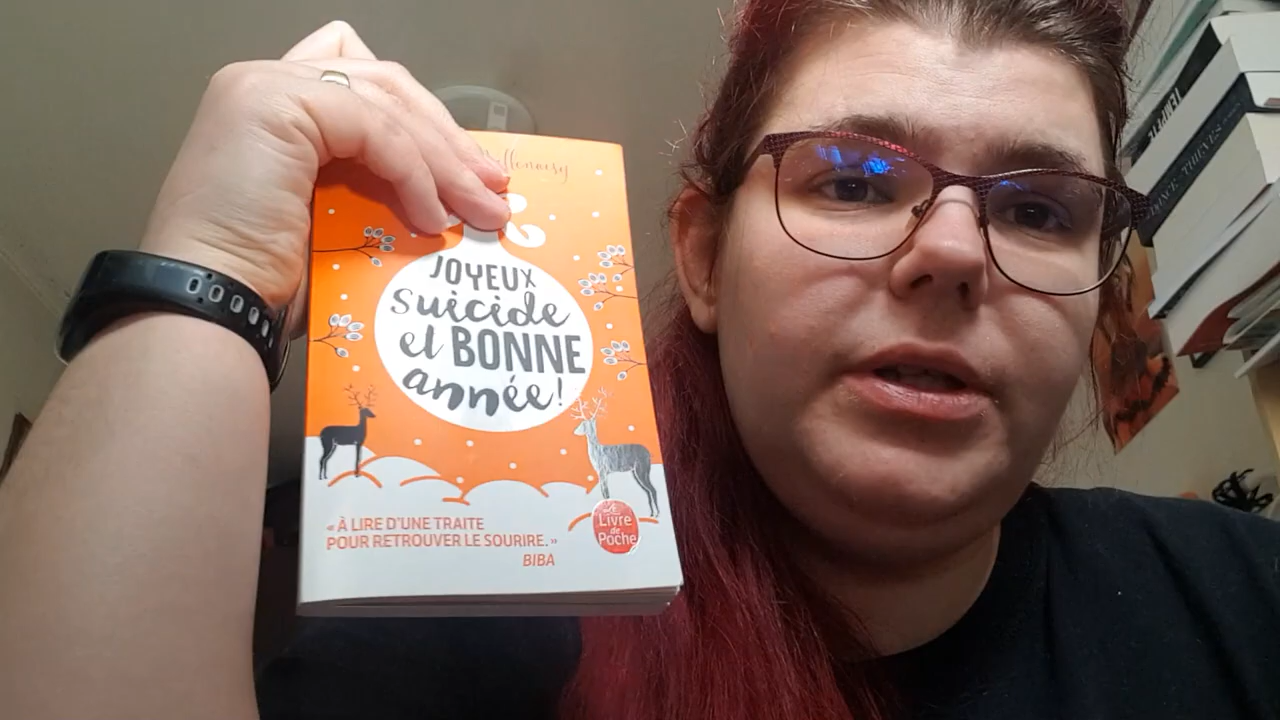 JOYEUX
suicide
et BONNE
année!
« À LIRE D'UNE TRAITE
POUR RETROUVER LE SOURIRE. »
BIBA
Le
Livre
de
Poche